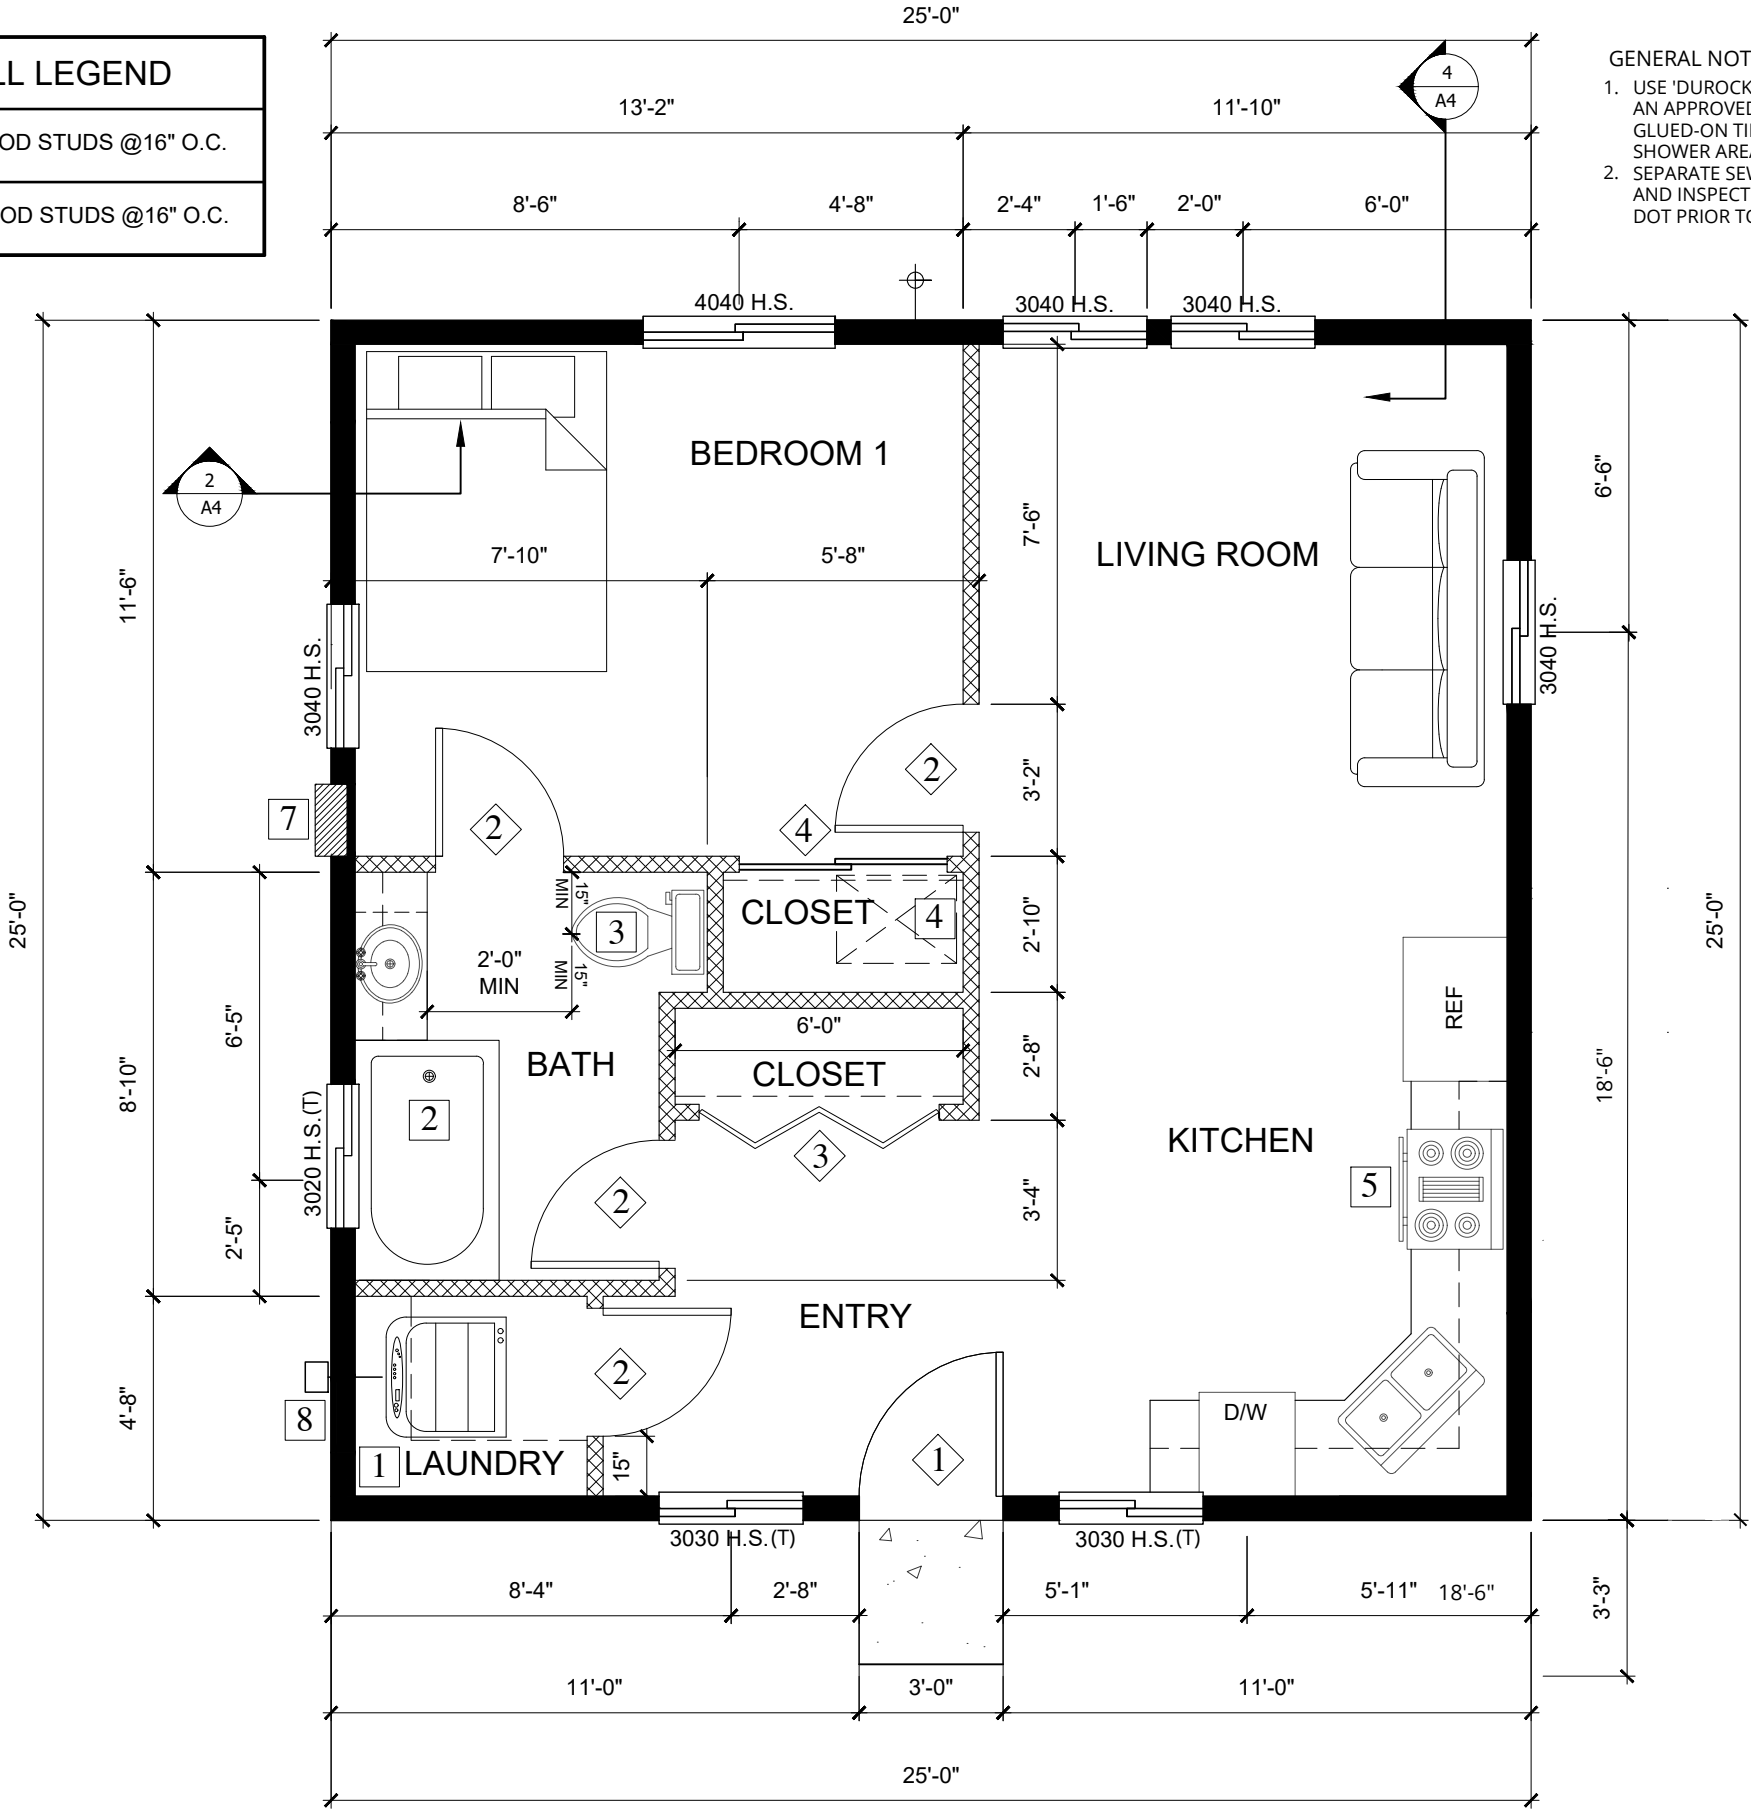 25'-0"
LL LEGEND
OD STUDS @16" O.C.
OD STUDS @16" O.C.
GENERAL NOT
1. USE 'DUROCK
AN APPROVED
GLUED-ON TI
SHOWER AREA
2. SEPARATE SEW
AND INSPECT
DOT PRIOR TO
4
A4
13'-2"
11'-10"
8'-6"
4'-8"
2'-4"
1'-6"
2'-0"
6'-0"
4040 H.S.
3040 H.S.
3040 H.S.
BEDROOM 1
2
A4
6'-6"
7'-6"
LIVING ROOM
7'-10"
5'-8"
11'-6"
3040 H.S.
3040 H.S.
7
2
4
2
3'-2"
15"
MIN
3
CLOSET
4
2'-10"
25'-0"
25'-0"
2'-0"
MIN
15"
MIN
6'-5"
6'-0"
REF
BATH
CLOSET
2'-8"
8'-10"
18'-6"
3020 H.S.(T)
2
3
KITCHEN
5
2
3'-4"
2'-5"
ENTRY
2
4'-8"
8
D/W
1
LAUNDRY
15"
1
3030 H.S.(T)
3030 H.S.(T)
8'-4"
2'-8"
5'-1"
5'-11"
18'-6"
3'-3"
11'-0"
3'-0"
11'-0"
25'-0"